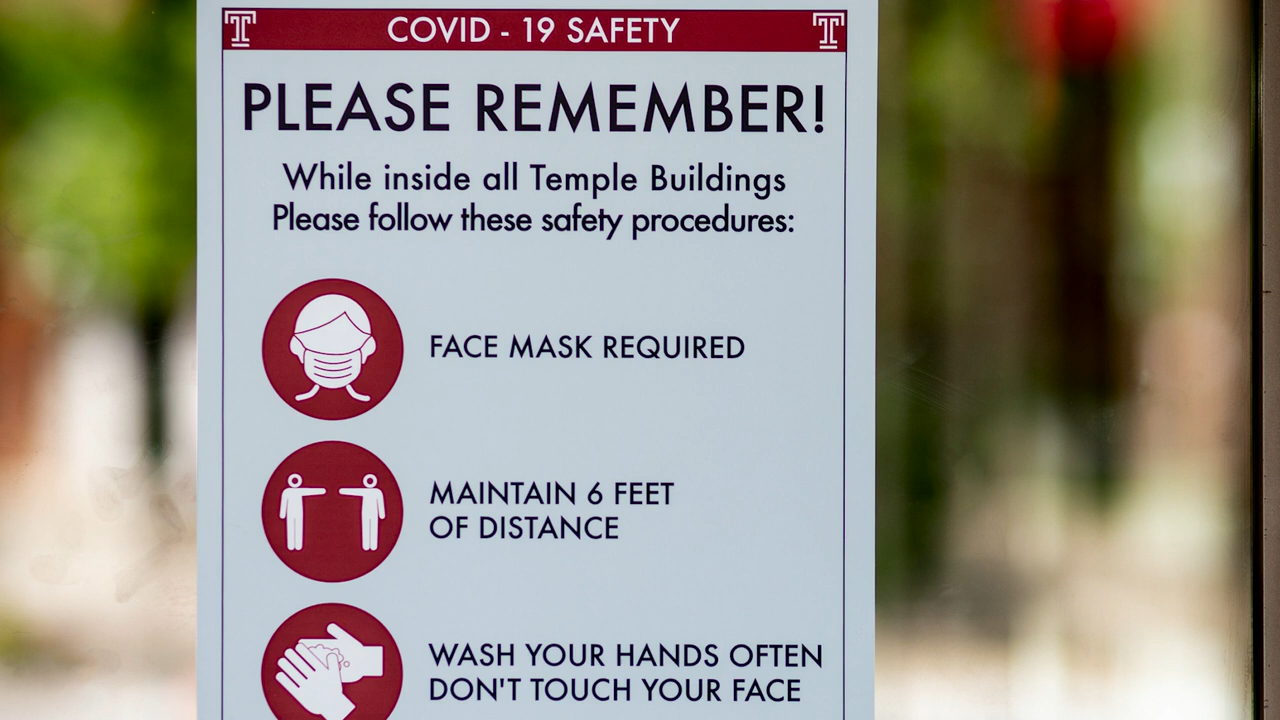 COVID - 19 SAFETY
PLEASE REMEMBER!
While inside all Temple Buildings
Please follow these safety procedures:
FACE MASK REQUIRED
MAINTAIN 6 FEET
OF DISTANCE
WASH YOUR HANDS OFTEN
DON'T TOUCH YOUR FACE